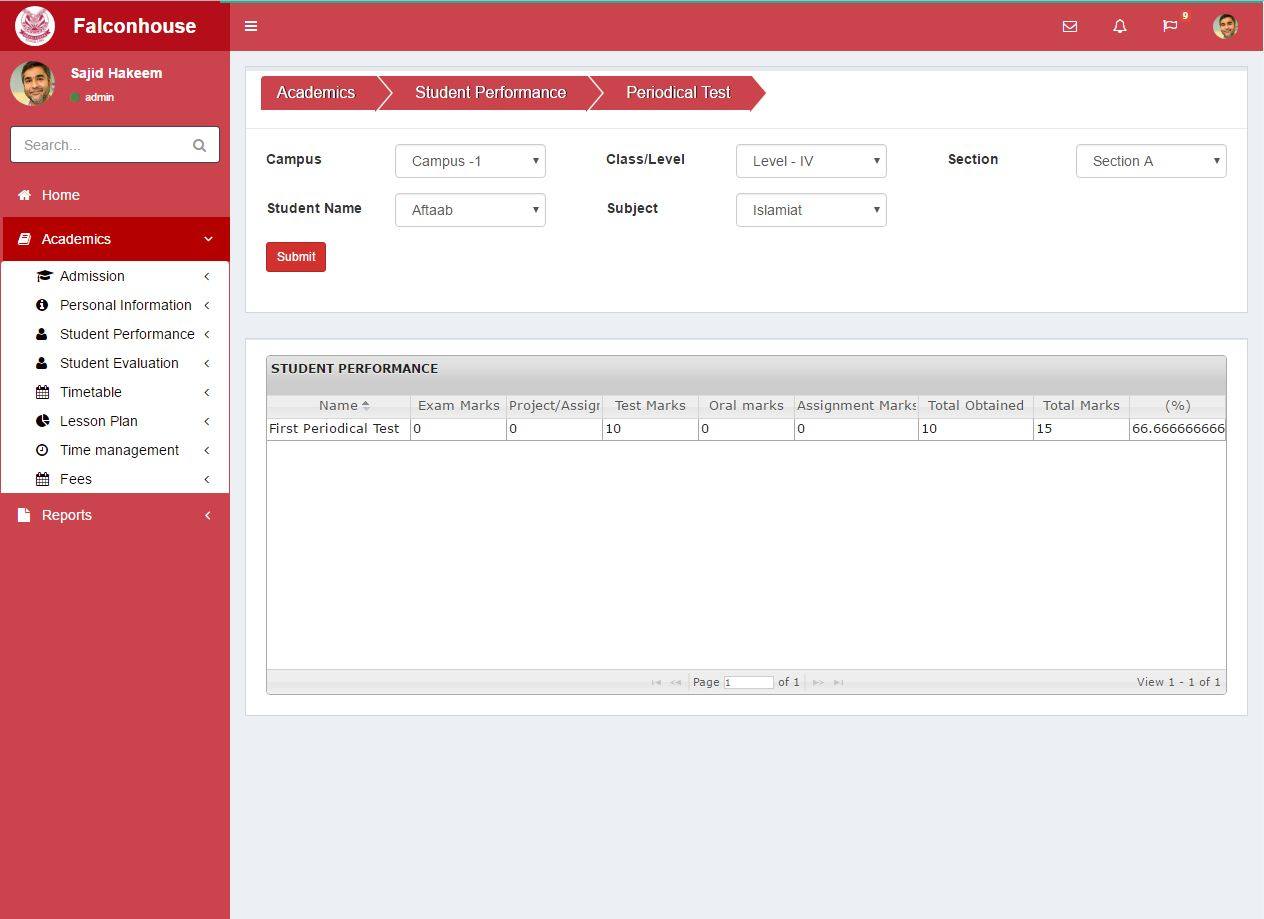 Falconhouse
9
Sajid Hakeem
admin
Search...
Home
Academics
Admission
Personal Information
Student Performance
Student Evaluation
Timetable
Lesson Plan
Time management
Fees
Reports
Academics Student Performance Periodical Test
Campus Campus -1 Class/Level Level - IV Section Section A
Student Name Aftaab Subject Islamiat
Submit
STUDENT PERFORMANCE
Name Exam Marks Project/Assigr Test Marks Oral marks Assignment Marks Total Obtained Total Marks (%)
First Periodical Test 0 0 10 0 0 10 15 66.666666666
Page 1 of 1 View 1 - 1 of 1